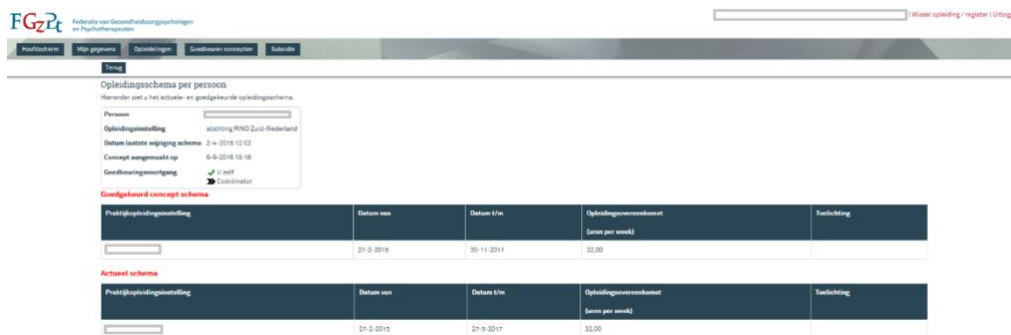 FGzPt Federatie van Gezondheidszorgpsychologen
en Psychotherapeuten
| Wissel opleiding / register | Uitlog
Hoofdscherm Mijn gegevens Opleidelingen Goedkeuren concepten Subsidie
Terug
Opleidingsschema per persoon
Hieronder ziet u het actuele- en goedgekeurde opleidingsschema.
Persoon
Opleidingsinstelling stichting RINO Zuid-Nederland
Datum laatste wijziging schema 2-4-2015 12:02
Concept aangemaakt op 6-9-2016 16:18
Goedkeuringsvoortgang U zelf
Coördinator
Goedgekeurd concept schema
Praktijkopleidingsinstelling Datum van Datum t/m Opleidingsovereenkomst Toelichting
(uren per week)
27-2-2015 30-11-2017 32,00
Actueel schema
Praktijkopleidingsinstelling Datum van Datum t/m Opleidingsovereenkomst Toelichting
(uren per week)
27-2-2015 27-5-2017 32,00